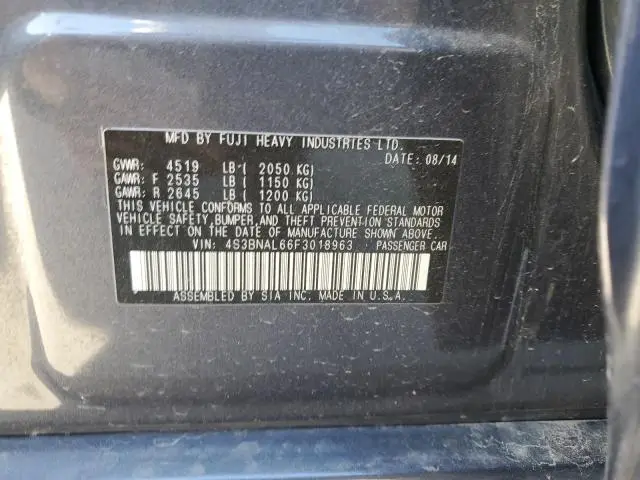 MFD BY FUJI HEAVY INDUSTRIES LTD.
DATE: 08/14
GVWR: 4519 LB ( 2050 KG)
GAWR: F 2535 LB ( 1150 KG)
GAWR: R 2645 LB ( 1200 KG)
THIS VEHICLE CONFORMS TO ALL APPLICABLE FEDERAL MOTOR
VEHICLE SAFETY, BUMPER, AND THEFT PREVENTION STANDARDS
IN EFFECT ON THE DATE OF MANUFACTURE SHOWN ABOVE.
VIN: 4S3BNAL66F3018963 PASSENGER CAR
ASSEMBLED BY SIA INC. MADE IN U.S.A.